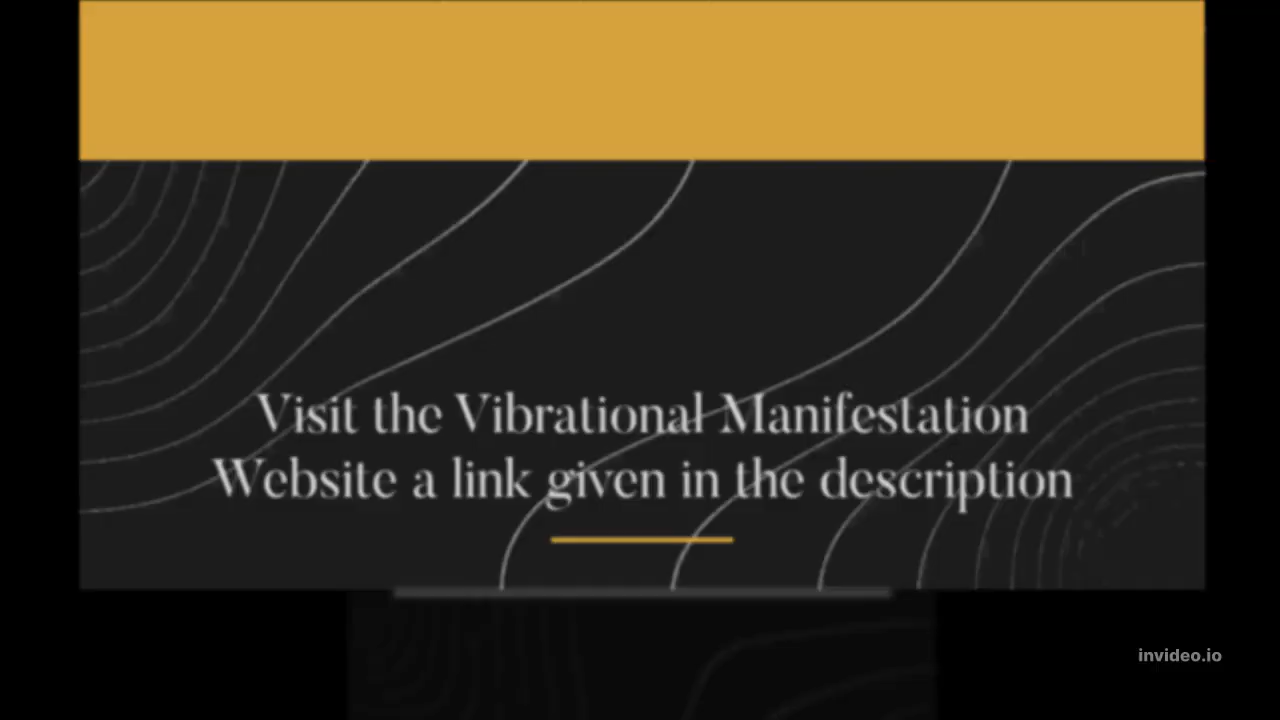 Visit the Vibrational Manifestation
Website a link given in the description
invideo.io